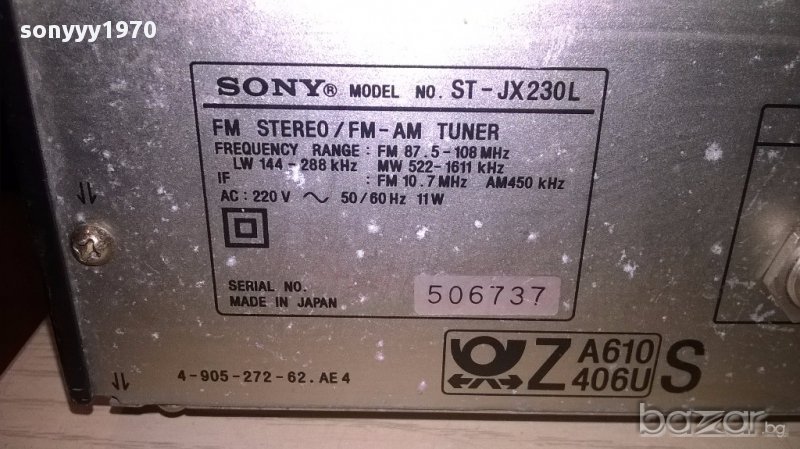 sonyyy1970
SONY® MODEL NO. ST-JX230L
FM STEREO/FM-AM TUNER
FREQUENCY RANGE : FM 87.5-108 MHz
LW 144-288 kHz MW 522-1611 kHz
IF : FM 10.7 MHz AM450 kHz
AC : 220 V ~ 50/60 Hz 11W
SERIAL NO. 506737
MADE IN JAPAN
4-905-272-62. AE 4
Z A610 S
406U
bazar.bg